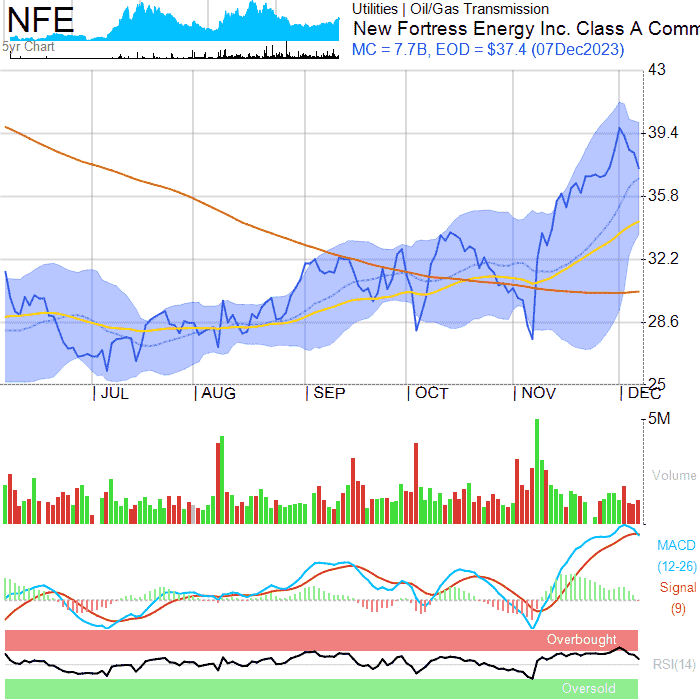 NFE
5yr Chart
Utilities | Oil/Gas Transmission
New Fortress Energy Inc. Class A Comm
MC = 7.7B, EOD = $37.4 (07Dec2023)
43
39.4
35.8
32.2
28.6
25
JUL AUG SEP OCT NOV DEC
5M
Volume
MACD
(12-26)
Signal
(9)
Overbought
RSI(14)
Oversold